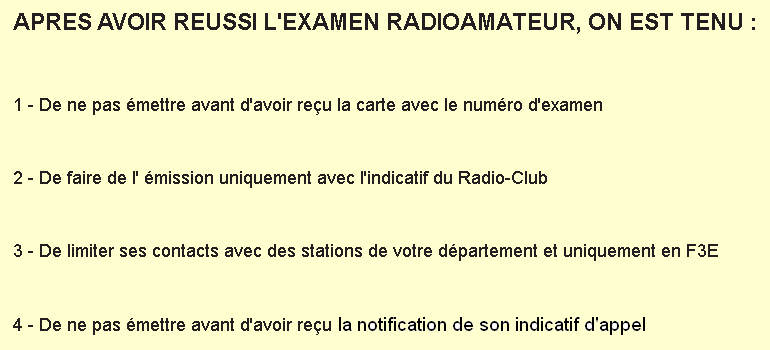 APRES AVOIR REUSSI L'EXAMEN RADIOAMATEUR, ON EST TENU :
1 - De ne pas émettre avant d'avoir reçu la carte avec le numéro d'examen
2 - De faire de l' émission uniquement avec l'indicatif du Radio-Club
3 - De limiter ses contacts avec des stations de votre département et uniquement en F3E
4 - De ne pas émettre avant d'avoir reçu la notification de son indicatif d'appel